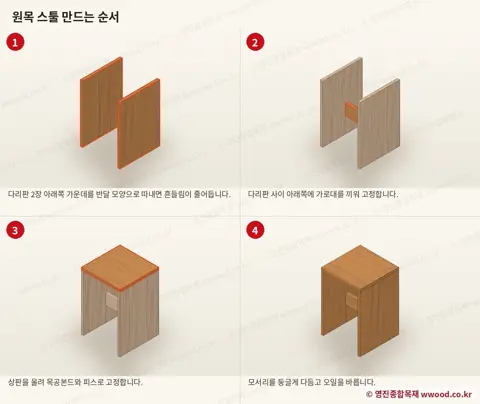 원목 스툴 만드는 순서
1
2
다리판 2장 아래쪽 가운데를 반달 모양으로 따내면 흔들림이 줄어듭니다.
다리판 사이 아래쪽에 가로대를 끼워 고정합니다.
3
4
상판을 올려 목공본드와 피스로 고정합니다.
모서리를 둥글게 다듬고 오일을 바릅니다.
© 영진종합목재 wwood.co.kr